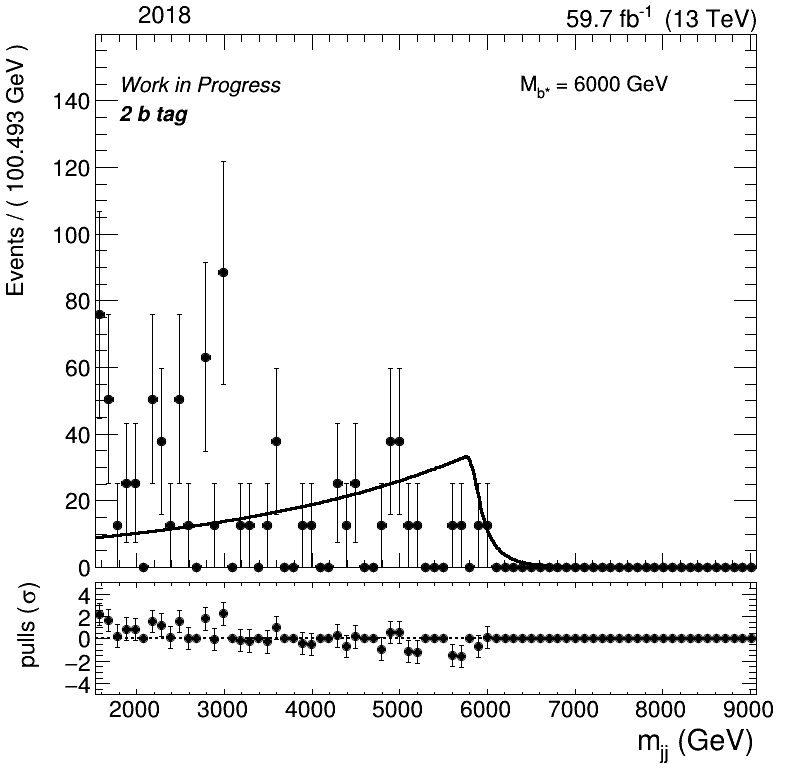 2018
59.7 fb⁻¹ (13 TeV)
Work in Progress
2 b tag
M_b* = 6000 GeV
Events / ( 100.493 GeV )
140
120
100
80
60
40
20
0
pulls (σ)
4
2
0
−2
−4
2000 3000 4000 5000 6000 7000 8000 9000
m_jj (GeV)